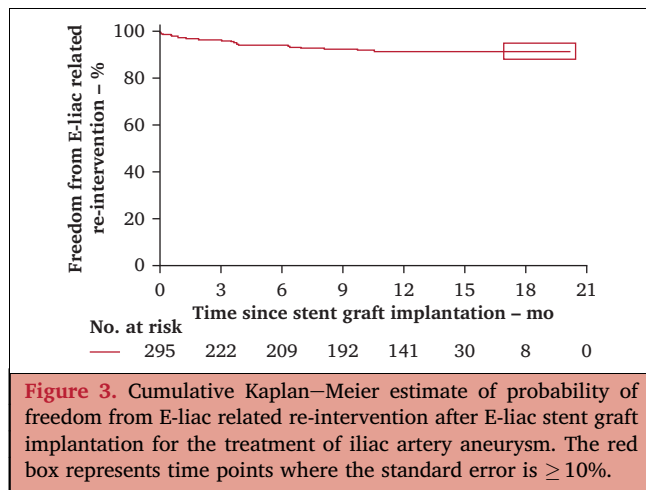 Freedom from E-liac related
re-intervention – %
100
80
60
40
20
0
0 3 6 9 12 15 18 21
Time since stent graft implantation – mo
No. at risk
295 222 209 192 141 30 8 0
Figure 3. Cumulative Kaplan–Meier estimate of probability of
freedom from E-liac related re-intervention after E-liac stent graft
implantation for the treatment of iliac artery aneurysm. The red
box represents time points where the standard error is ≥ 10%.